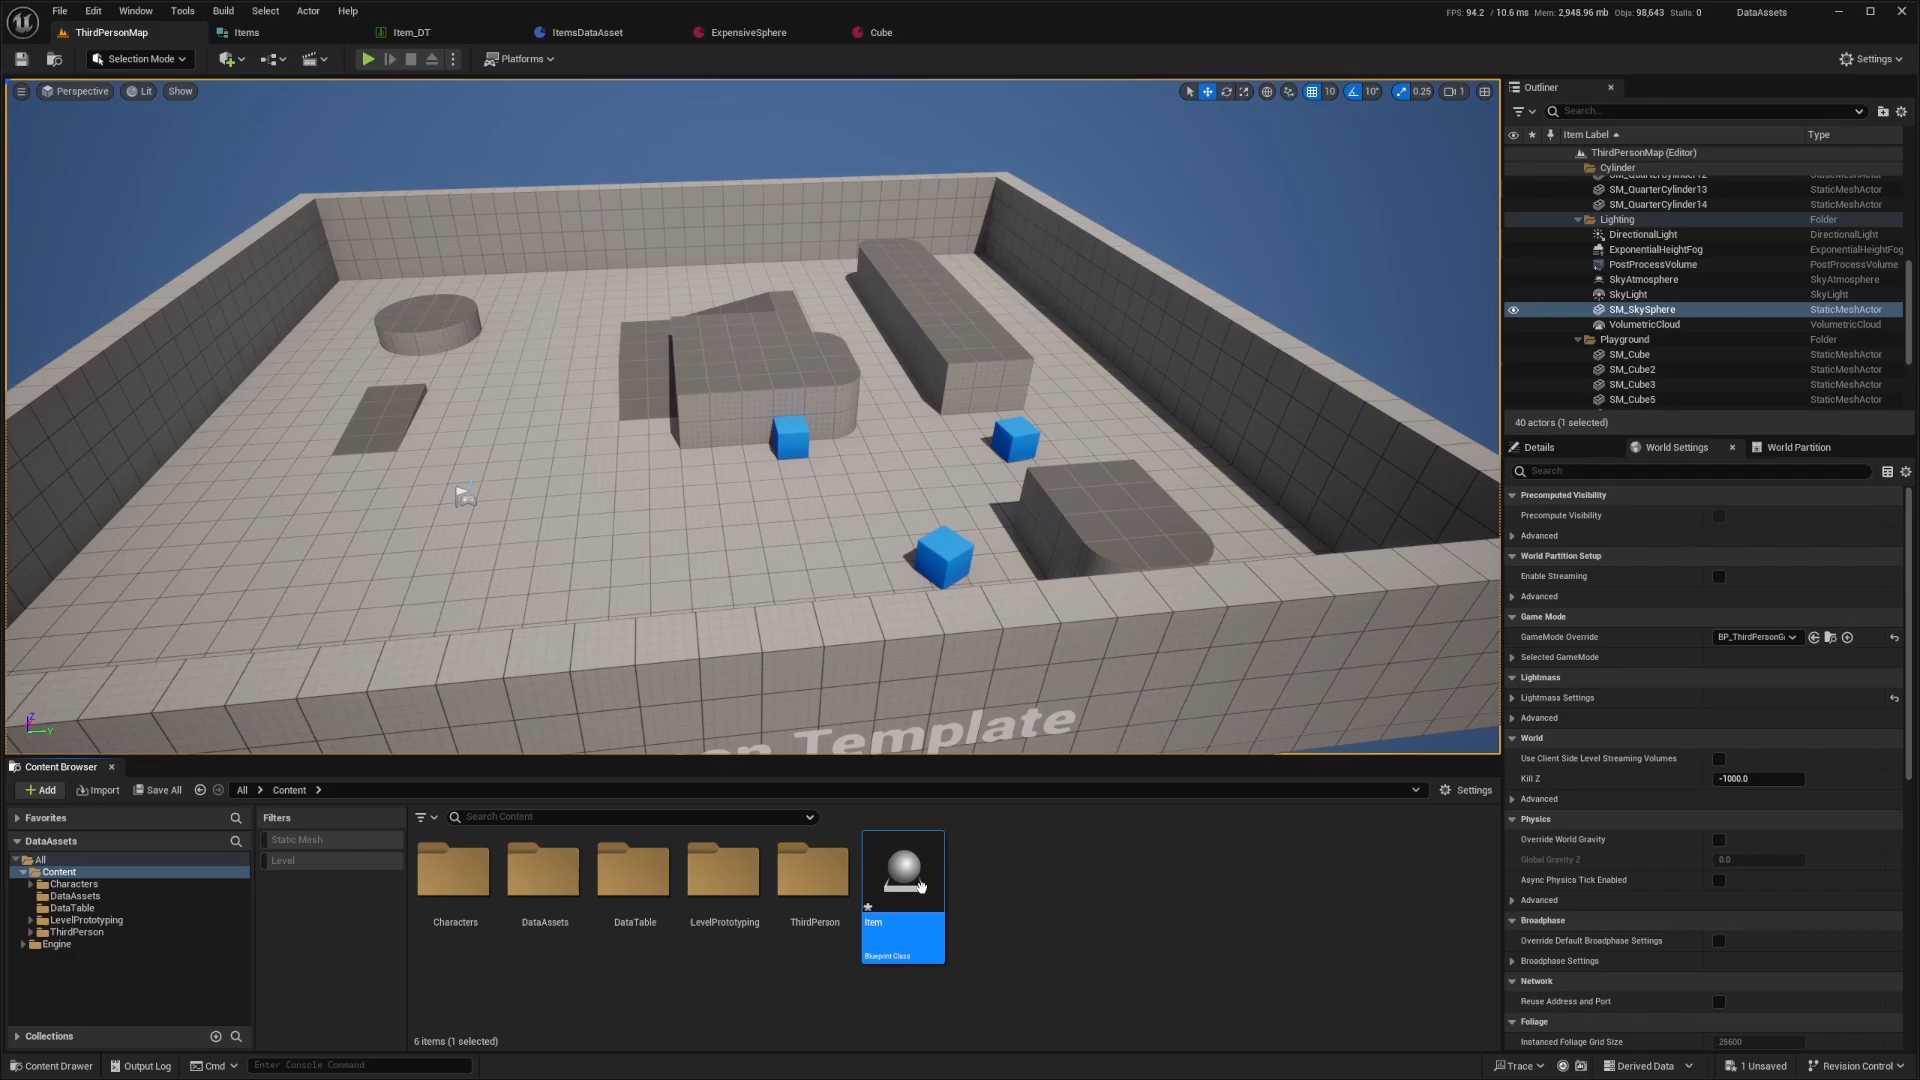 File Edit Window Tools Build Select Actor Help
FPS: 94.2 / 10.6 ms Mem: 2,948.96 mb Objs: 98,643 Stalls: 0 DataAssets
ThirdPersonMap Items Item_DT ItemsDataAsset ExpensiveSphere Cube
Selection Mode Platforms Settings
Perspective Lit Show 10 10° 0.25 1
on Template
Z
Y
Outliner
Search...
Item Label Type
ThirdPersonMap (Editor)
Cylinder
SM_QuarterCylinder12 StaticMeshActor
SM_QuarterCylinder13 StaticMeshActor
SM_QuarterCylinder14 StaticMeshActor
Lighting Folder
DirectionalLight DirectionalLight
ExponentialHeightFog ExponentialHeightFog
PostProcessVolume PostProcessVolume
SkyAtmosphere SkyAtmosphere
SkyLight SkyLight
SM_SkySphere StaticMeshActor
VolumetricCloud VolumetricCloud
Playground Folder
SM_Cube StaticMeshActor
SM_Cube2 StaticMeshActor
SM_Cube3 StaticMeshActor
SM_Cube5 StaticMeshActor
40 actors (1 selected)
Details World Settings World Partition
Search
Precomputed Visibility
Precompute Visibility
Advanced
World Partition Setup
Enable Streaming
Advanced
Game Mode
GameMode Override BP_ThirdPersonG
Selected GameMode
Lightmass
Lightmass Settings
Advanced
World
Use Client Side Level Streaming Volumes
Kill Z -1000.0
Advanced
Physics
Override World Gravity
Global Gravity Z 0.0
Async Physics Tick Enabled
Advanced
Broadphase
Override Default Broadphase Settings
Broadphase Settings
Network
Reuse Address and Port
Foliage
Instanced Foliage Grid Size 25600
Content Browser
Add Import Save All All Content Settings
Favorites
DataAssets
All
Content
Characters
DataAssets
DataTable
LevelPrototyping
ThirdPerson
Engine
Collections
Filters
Static Mesh
Level
Search Content
Characters DataAssets DataTable LevelPrototyping ThirdPerson Item
Blueprint Class
6 items (1 selected)
Content Drawer Output Log Cmd Enter Console Command Trace Derived Data 1 Unsaved Revision Control